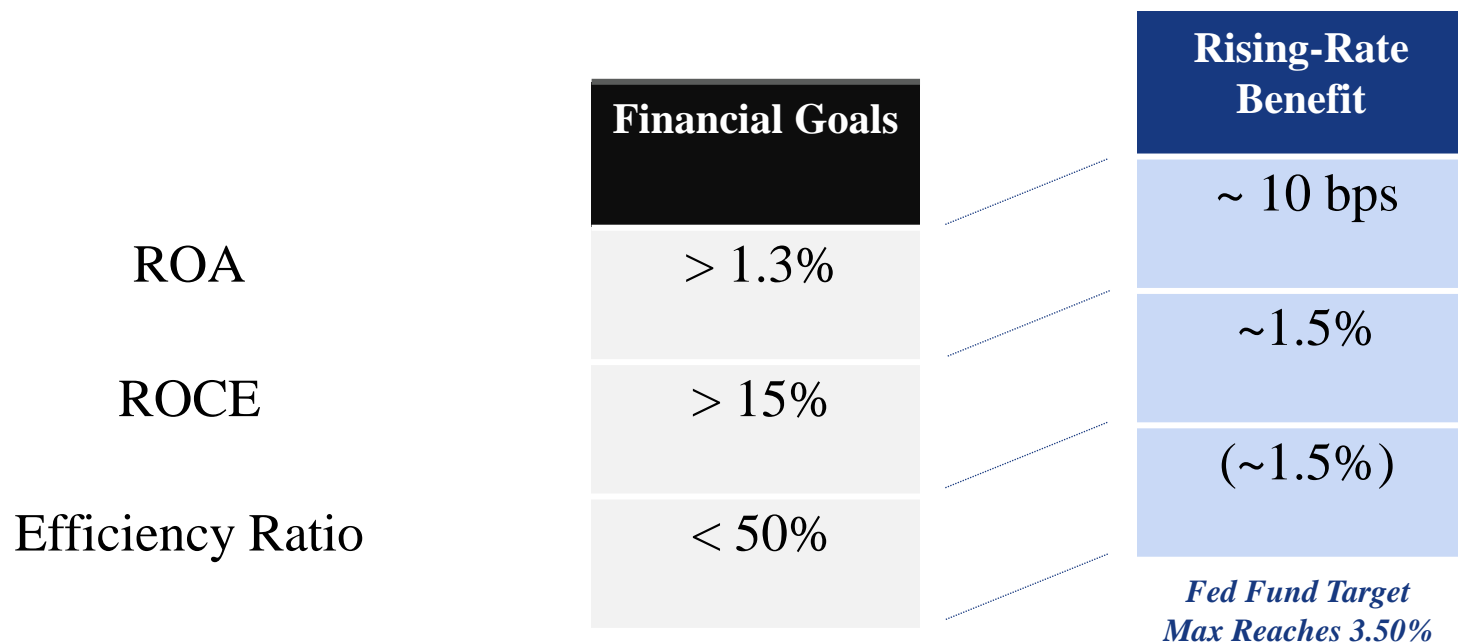 Rising-Rate
Benefit
Financial Goals
~ 10 bps
ROA
> 1.3%
~1.5%
ROCE
> 15%
(~1.5%)
Efficiency Ratio
< 50%
Fed Fund Target
Max Reaches 3.50%